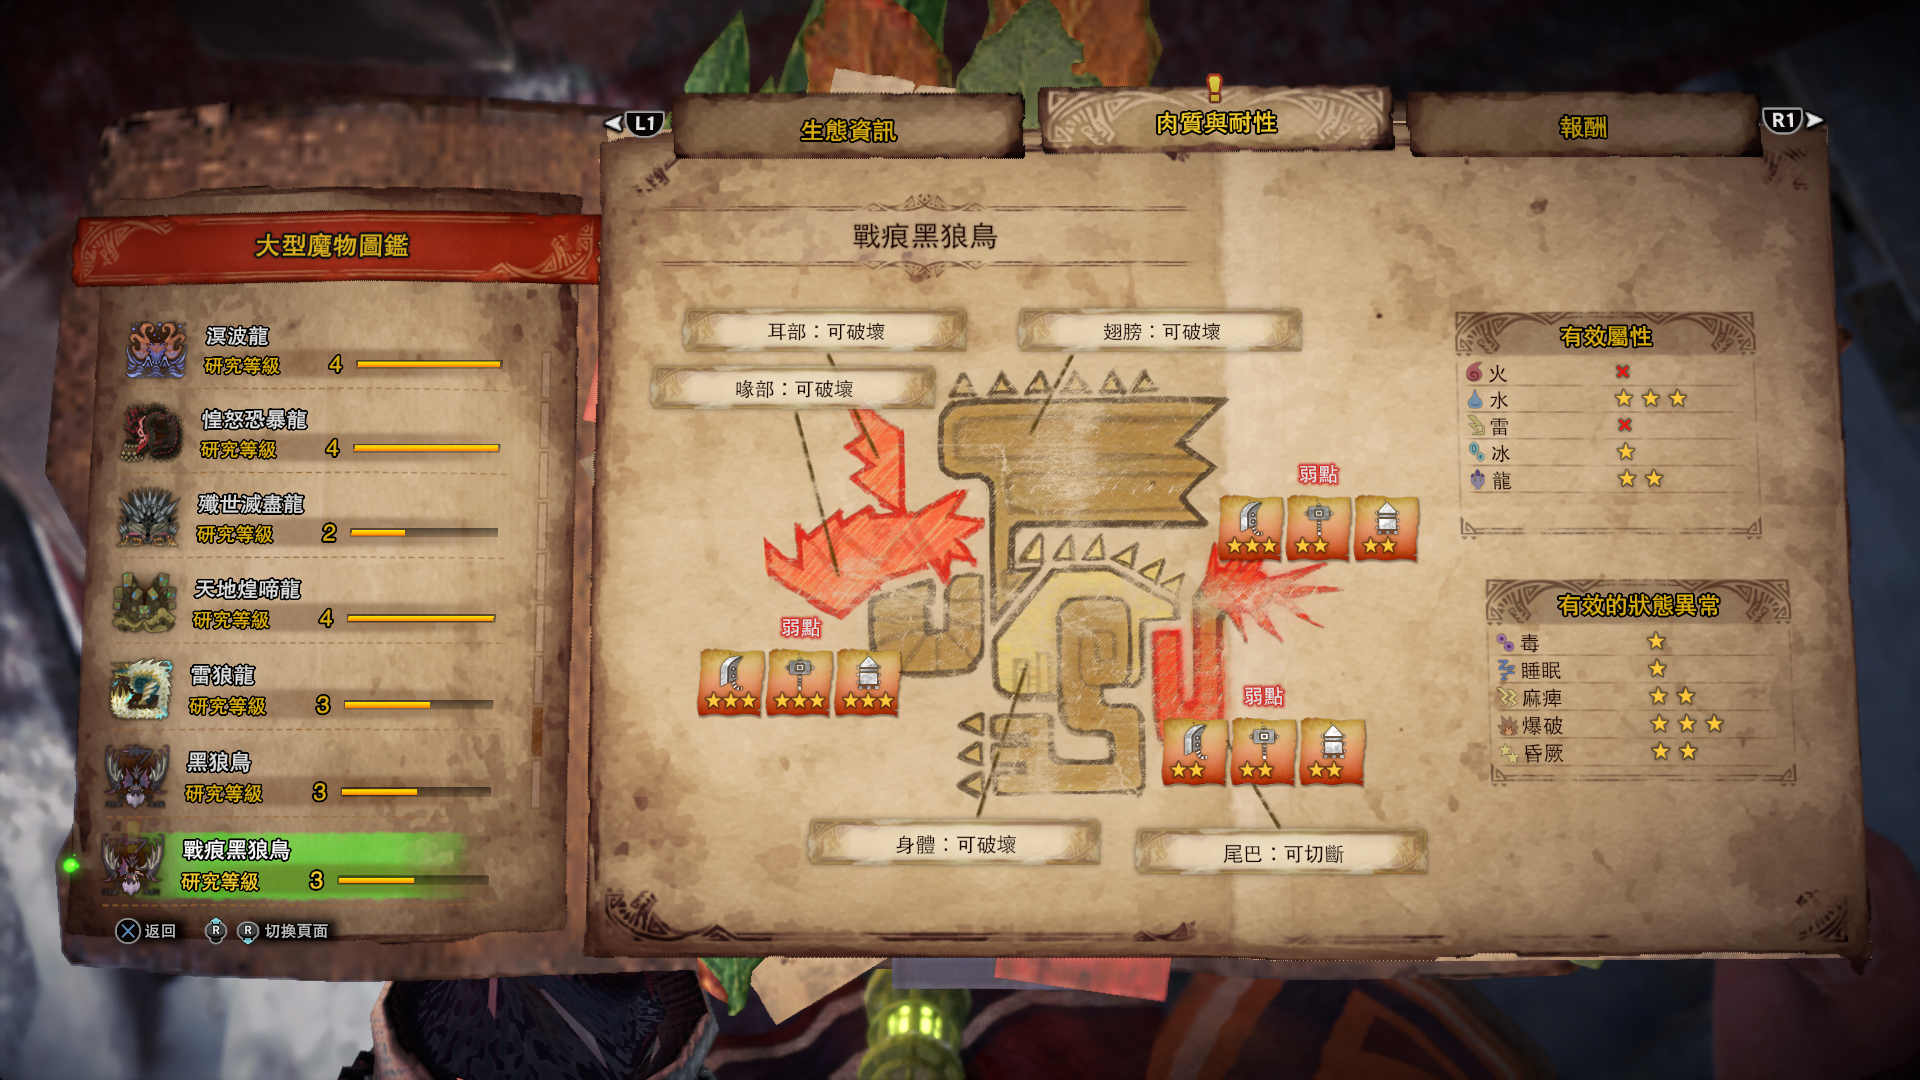 L1
生態資訊
肉質與耐性
報酬
R1
大型魔物圖鑑
溟波龍
研究等級 4
惶怒恐暴龍
研究等級 4
殲世滅盡龍
研究等級 2
天地煌啼龍
研究等級 4
雷狼龍
研究等級 3
黑狼鳥
研究等級 3
戰痕黑狼鳥
研究等級 3
返回
R
R
切換頁面
戰痕黑狼鳥
耳部：可破壞
翅膀：可破壞
喙部：可破壞
弱點
弱點
弱點
身體：可破壞
尾巴：可切斷
有效屬性
火
水
雷
冰
龍
有效的狀態異常
毒
睡眠
麻痺
爆破
昏厥